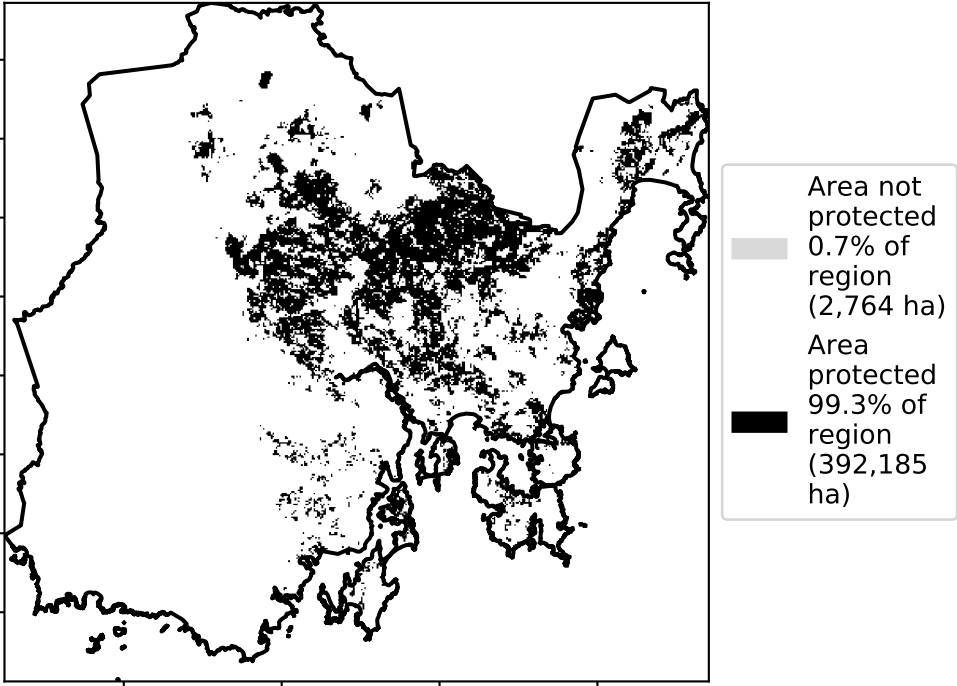 Area not
protected
0.7% of
region
(2,764 ha)
Area
protected
99.3% of
region
(392,185
ha)